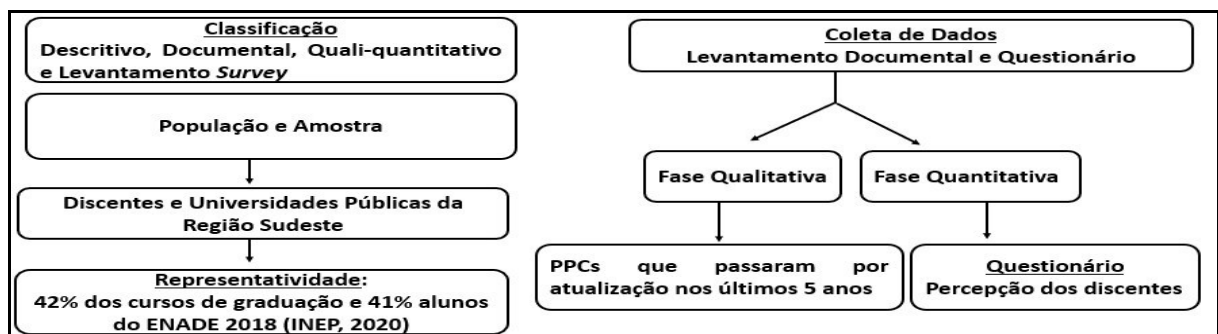 Classificação
Descritivo, Documental, Quali-quantitativo
e Levantamento Survey
População e Amostra
Discentes e Universidades Públicas da
Região Sudeste
Representatividade:
42% dos cursos de graduação e 41% alunos
do ENADE 2018 (INEP, 2020)
Coleta de Dados
Levantamento Documental e Questionário
Fase Qualitativa
Fase Quantitativa
PPCs que passaram por
atualização nos últimos 5 anos
Questionário
Percepção dos discentes